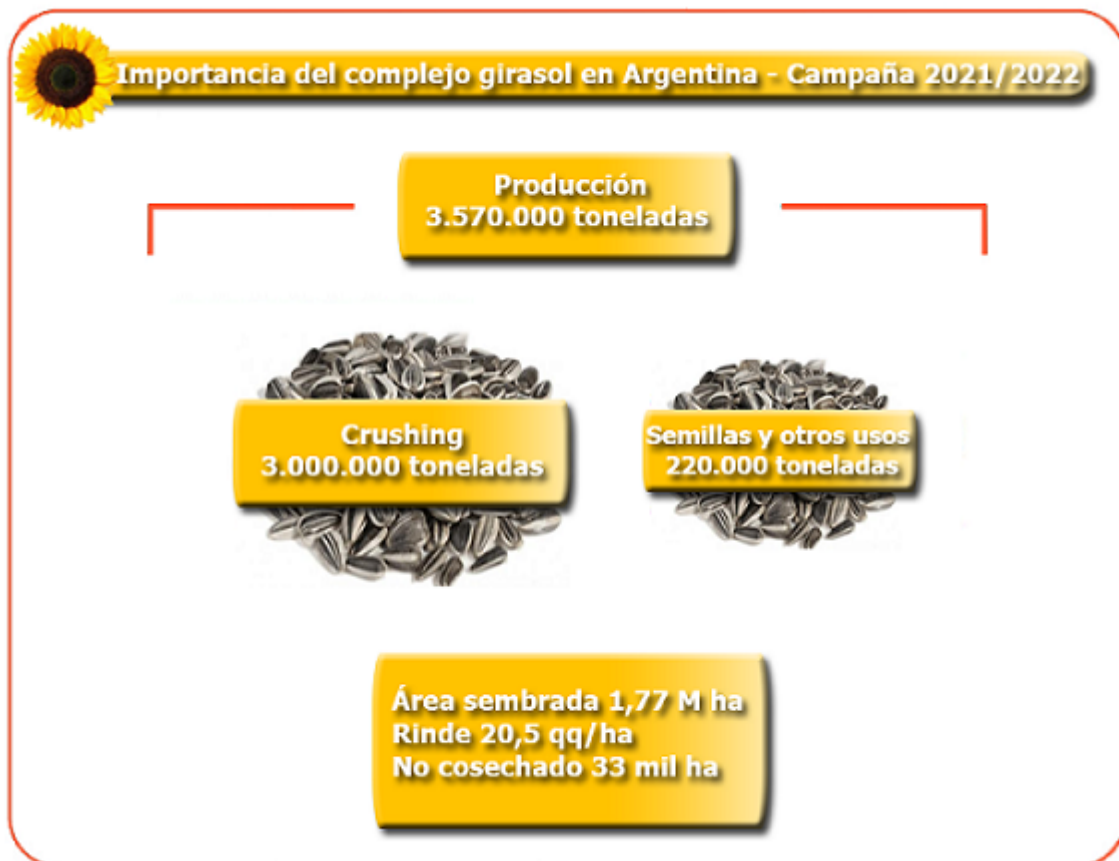 Importancia del complejo girasol en Argentina - Campaña 2021/2022
Producción
3.570.000 toneladas
Crushing
3.000.000 toneladas
Semillas y otros usos
220.000 toneladas
Área sembrada 1,77 M ha
Rinde 20,5 qq/ha
No cosechado 33 mil ha